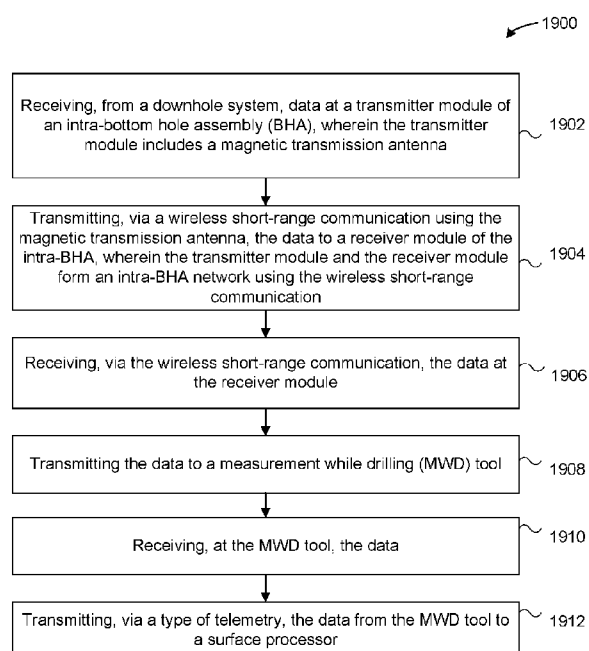 1900
Receiving, from a downhole system, data at a transmitter module of
an intra-bottom hole assembly (BHA), wherein the transmitter
module includes a magnetic transmission antenna
1902
Transmitting, via a wireless short-range communication using the
magnetic transmission antenna, the data to a receiver module of the
intra-BHA, wherein the transmitter module and the receiver module
form an intra-BHA network using the wireless short-range
communication
1904
Receiving, via the wireless short-range communication, the data at
the receiver module
1906
Transmitting the data to a measurement while drilling (MWD) tool
1908
Receiving, at the MWD tool, the data
1910
Transmitting, via a type of telemetry, the data from the MWD tool to
a surface processor
1912